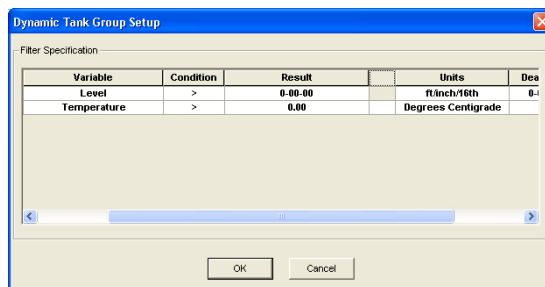 Dynamic Tank Group Setup
Filter Specification
Variable Condition Result Units Dea
Level > 0-00-00 ft/inch/16th
Temperature > 0.00 Degrees Centigrade
OK Cancel